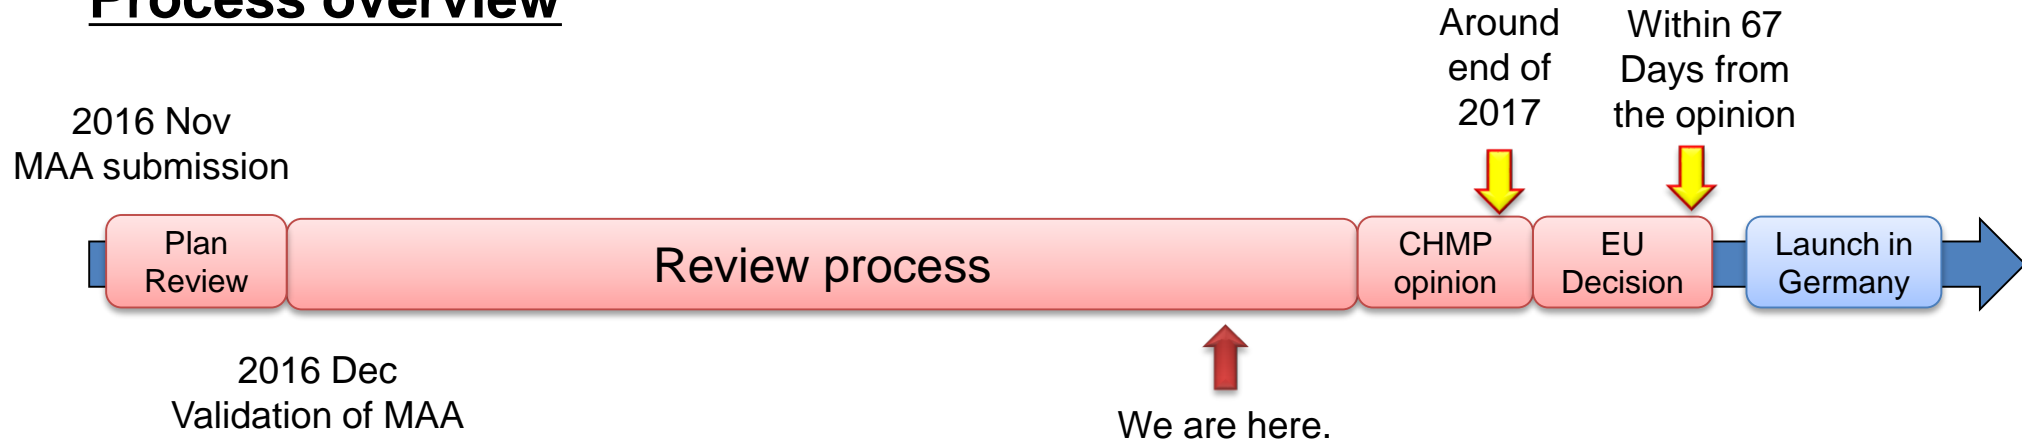 Process overview
Around
end of
2017
Within 67
Days from
the opinion
2016 Nov
MAA submission
Plan
Review
Review process
CHMP
opinion
EU
Decision
Launch in
Germany
2016 Dec
Validation of MAA
We are here.